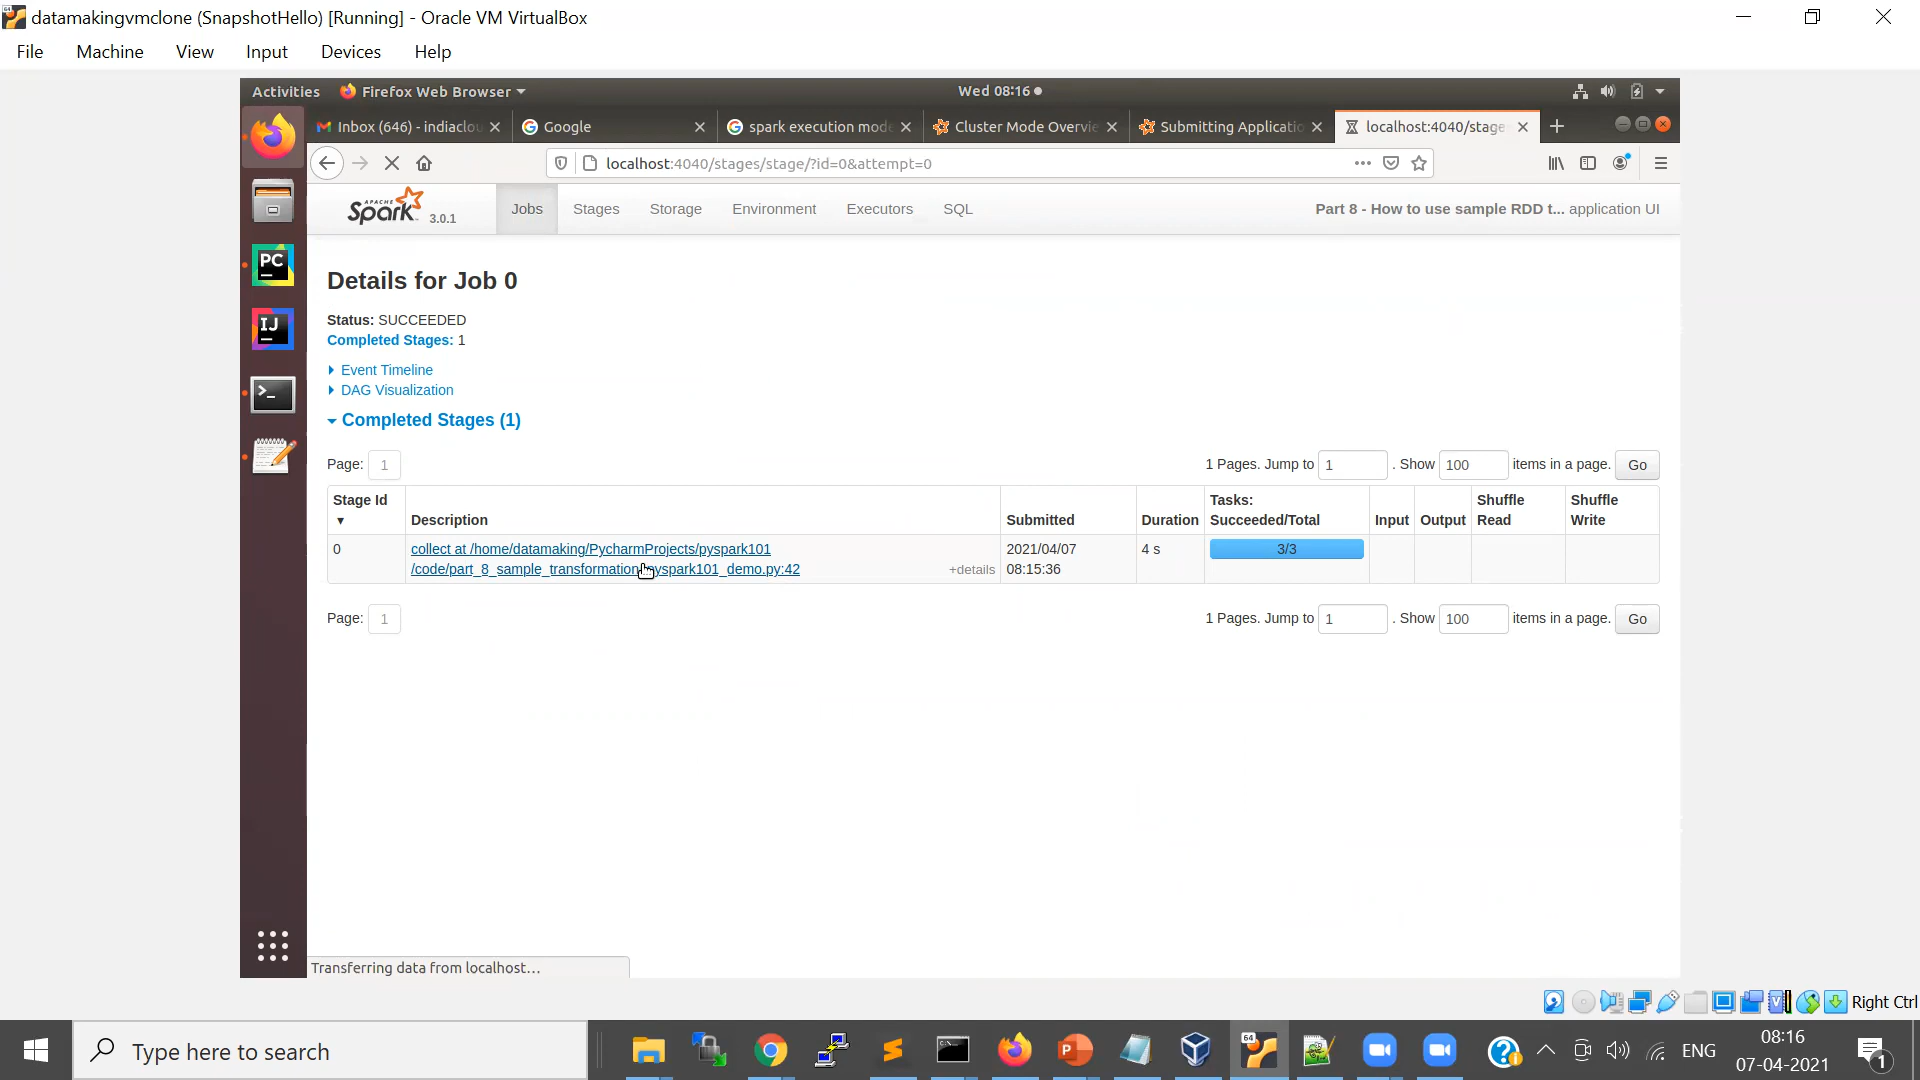 datamakingvmclone (SnapshotHello) [Running] - Oracle VM VirtualBox
File Machine View Input Devices Help
Activities Firefox Web Browser Wed 08:16
Inbox (646) - indiaclou Google spark execution mode Cluster Mode Overvie Submitting Applicatio localhost:4040/stage
localhost:4040/stages/stage/?id=0&attempt=0
APACHE Spark 3.0.1 Jobs Stages Storage Environment Executors SQL Part 8 - How to use sample RDD t... application UI
Details for Job 0
Status: SUCCEEDED
Completed Stages: 1
Event Timeline
DAG Visualization
Completed Stages (1)
Page: 1 1 Pages. Jump to 1 . Show 100 items in a page. Go
Stage Id Description Submitted Duration Tasks: Succeeded/Total Input Output Shuffle Read Shuffle Write
0 collect at /home/datamaking/PycharmProjects/pyspark101 2021/04/07 4 s 3/3
/code/part_8_sample_transformation/pyspark101_demo.py:42 +details 08:15:36
Page: 1 1 Pages. Jump to 1 . Show 100 items in a page. Go
Transferring data from localhost...
Right Ctrl
Type here to search
ENG 08:16
07-04-2021
1